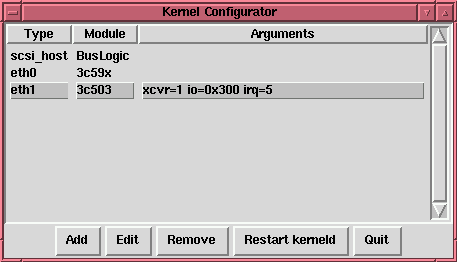 Kernel Configurator
Type Module Arguments
scsi_host BusLogic
eth0 3c59x
eth1 3c503 xcvr=1 io=0x300 irq=5
Add Edit Remove Restart kerneld Quit